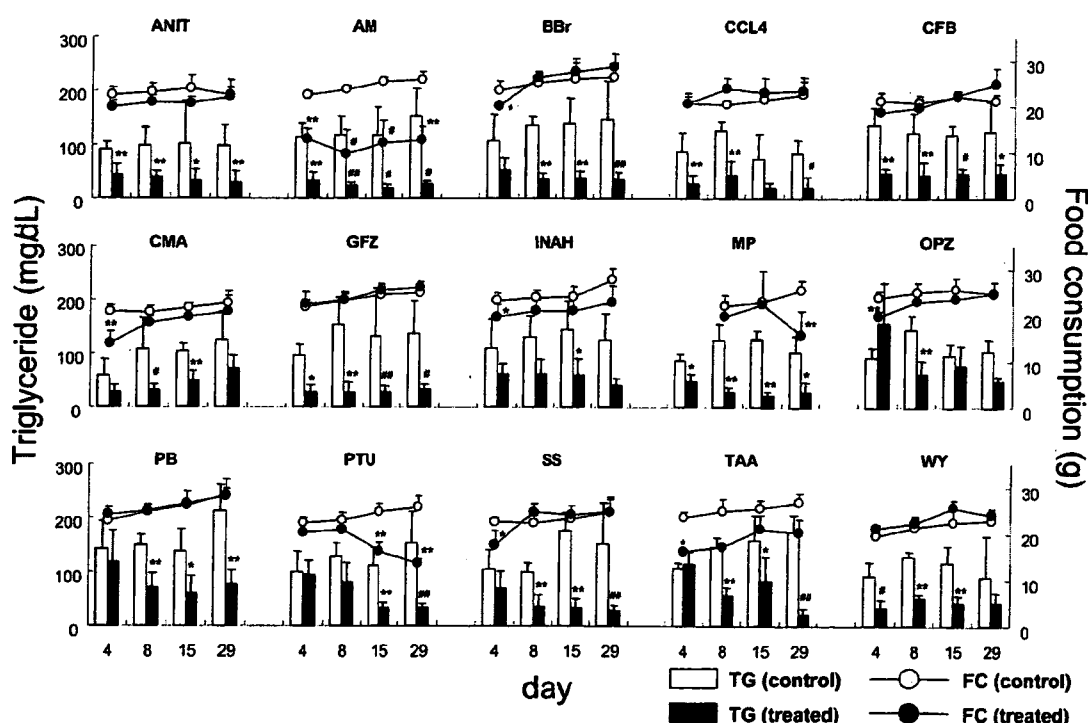 ANIT AM BBr CCL4 CFB
300 200 100 0
** ** * **
** ** # ## # # ** #
* ** ** ##
** ** #
** ** # *
30 20 10 0
CMA GFZ INAH MP OPZ
300 200 100 0
** # **
* ** ## #
* *
* ** ** ** *
** **
30 20 10 0
PB PTU SS TAA WY
300 200 100 0
** * **
** ** ** ##
* ** ** ##
* ** * ##
# ** **
30 20 10 0
4 8 15 29 4 8 15 29 4 8 15 29 4 8 15 29 4 8 15 29
Triglyceride (mg/dL)
Food consumption (g)
day
TG (control) FC (control)
TG (treated) FC (treated)